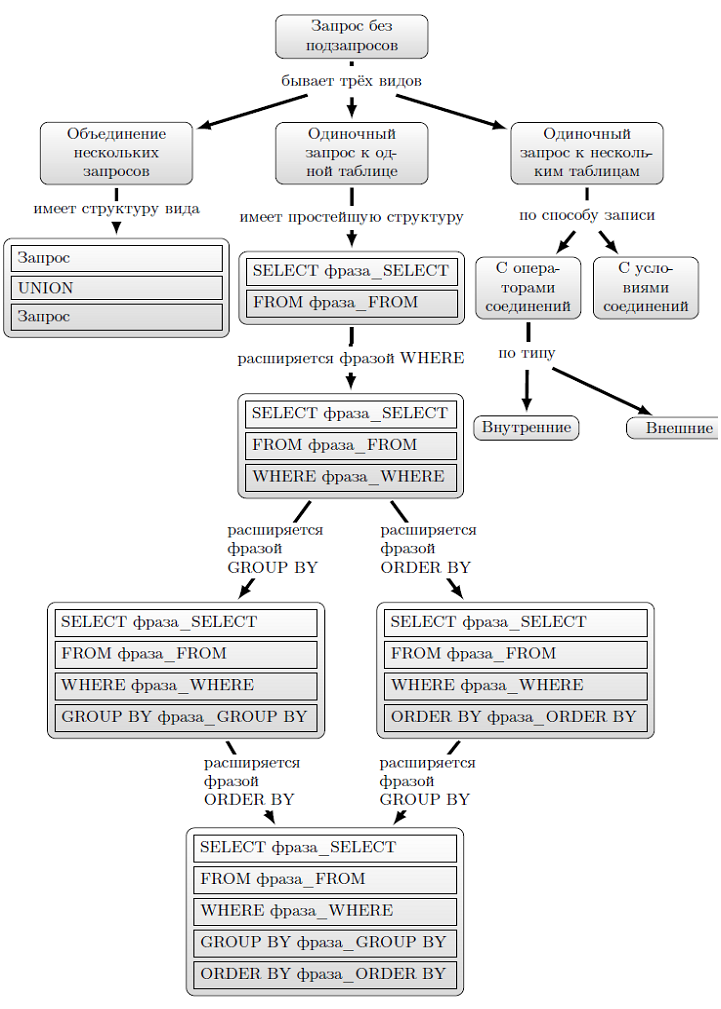 Запрос без
подзапросов
бывает трёх видов
Объединение
нескольких
запросов
Одиночный
запрос к од-
ной таблице
Одиночный
запрос к несколь-
ким таблицам
имеет структуру вида
имеет простейшую структуру
по способу записи
Запрос
UNION
Запрос
SELECT фраза_SELECT
FROM фраза_FROM
С опера-
торами
соединений
С усло-
виями
соединений
расширяется фразой WHERE
по типу
SELECT фраза_SELECT
FROM фраза_FROM
WHERE фраза_WHERE
Внутренние
Внешние
расширяется
фразой
GROUP BY
расширяется
фразой
ORDER BY
SELECT фраза_SELECT
FROM фраза_FROM
WHERE фраза_WHERE
GROUP BY фраза_GROUP BY
SELECT фраза_SELECT
FROM фраза_FROM
WHERE фраза_WHERE
ORDER BY фраза_ORDER BY
расширяется
фразой
ORDER BY
расширяется
фразой
GROUP BY
SELECT фраза_SELECT
FROM фраза_FROM
WHERE фраза_WHERE
GROUP BY фраза_GROUP BY
ORDER BY фраза_ORDER BY